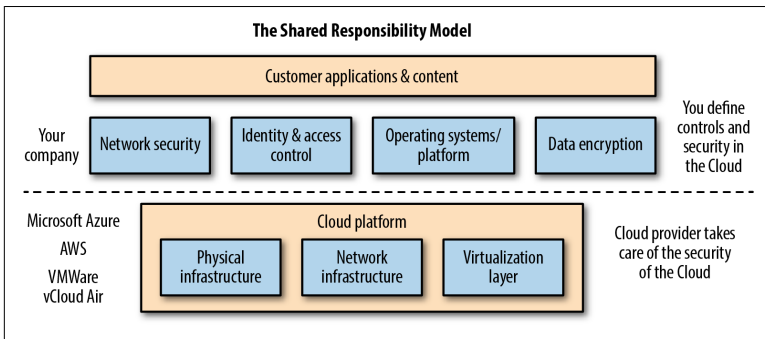 The Shared Responsibility Model
Customer applications & content
Your
company
Network security
Identity & access
control
Operating systems/
platform
Data encryption
You define
controls and
security in
the Cloud
Microsoft Azure
AWS
VMWare
vCloud Air
Cloud platform
Physical
infrastructure
Network
infrastructure
Virtualization
layer
Cloud provider takes
care of the security
of the Cloud